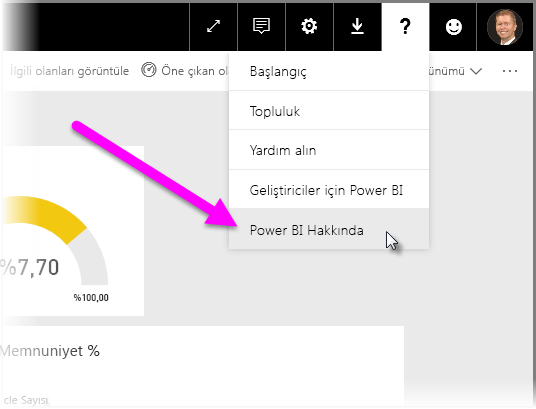 ?
İlgili olanları görüntüle Öne çıkan ünümü ...
Başlangıç
Topluluk
Yardım alın
Geliştiriciler için Power BI
Power BI Hakkında
%7,70
%100,00
Memnuniyet %
cle Sayısı